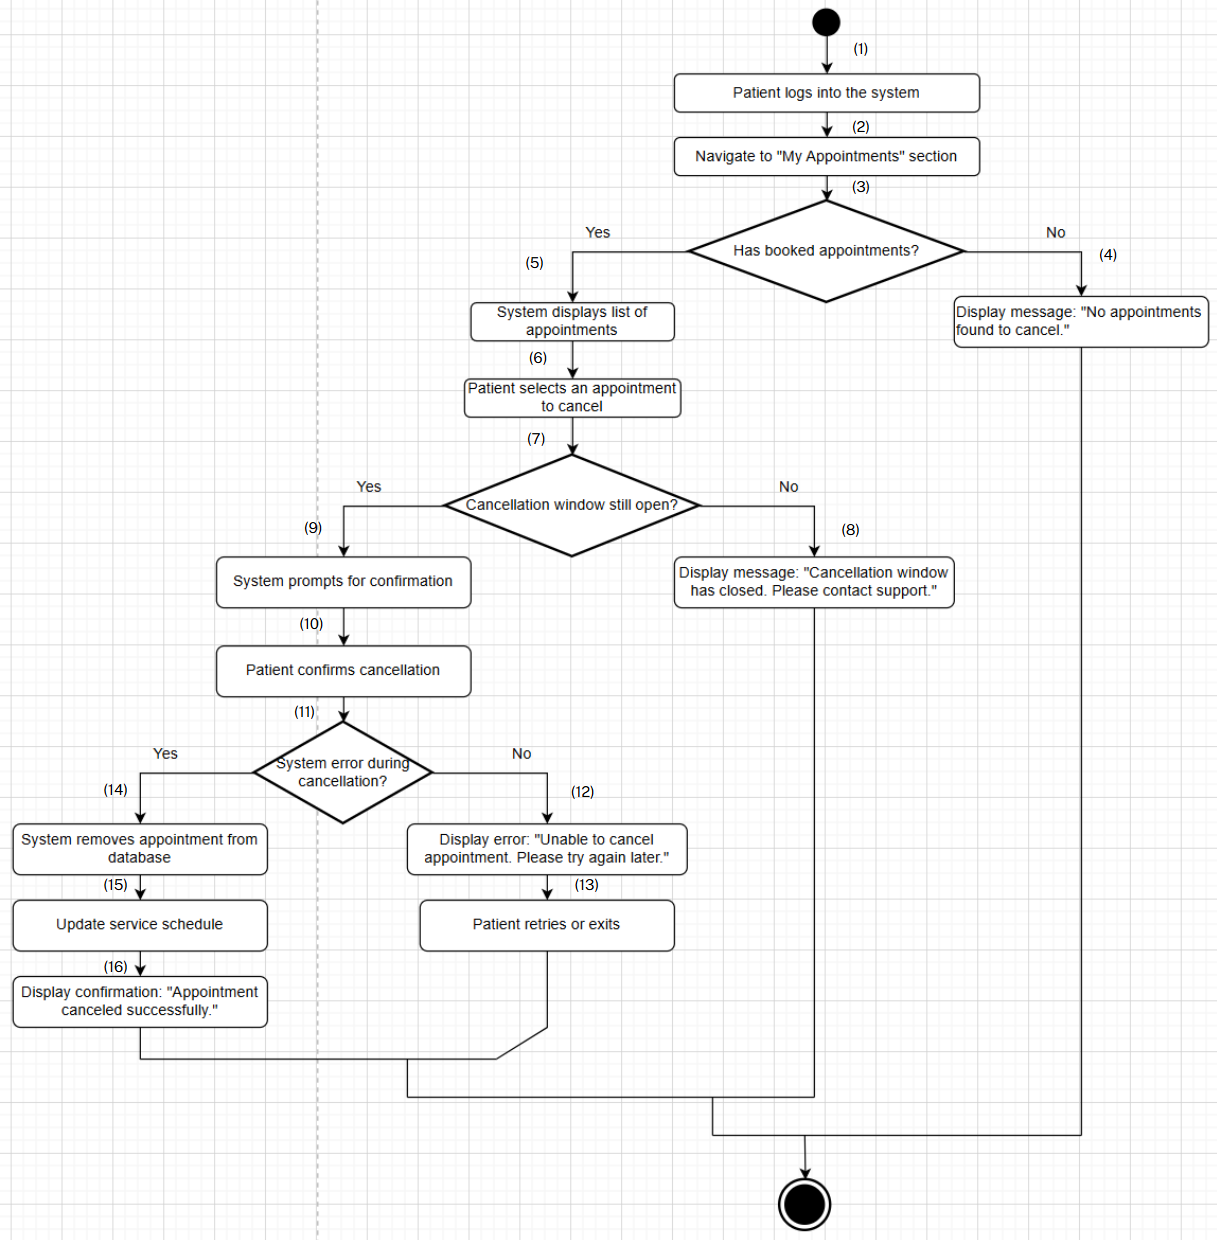 (1)
Patient logs into the system
(2)
Navigate to "My Appointments" section
(3)
Has booked appointments?
Yes
No
(5)
(4)
System displays list of
appointments
Display message: "No appointments
found to cancel."
(6)
Patient selects an appointment
to cancel
(7)
Cancellation window still open?
Yes
No
(9)
(8)
System prompts for confirmation
Display message: "Cancellation window
has closed. Please contact support."
(10)
Patient confirms cancellation
(11)
System error during
cancellation?
Yes
No
(14)
(12)
System removes appointment from
database
Display error: "Unable to cancel
appointment. Please try again later."
(15)
(13)
Update service schedule
Patient retries or exits
(16)
Display confirmation: "Appointment
canceled successfully."